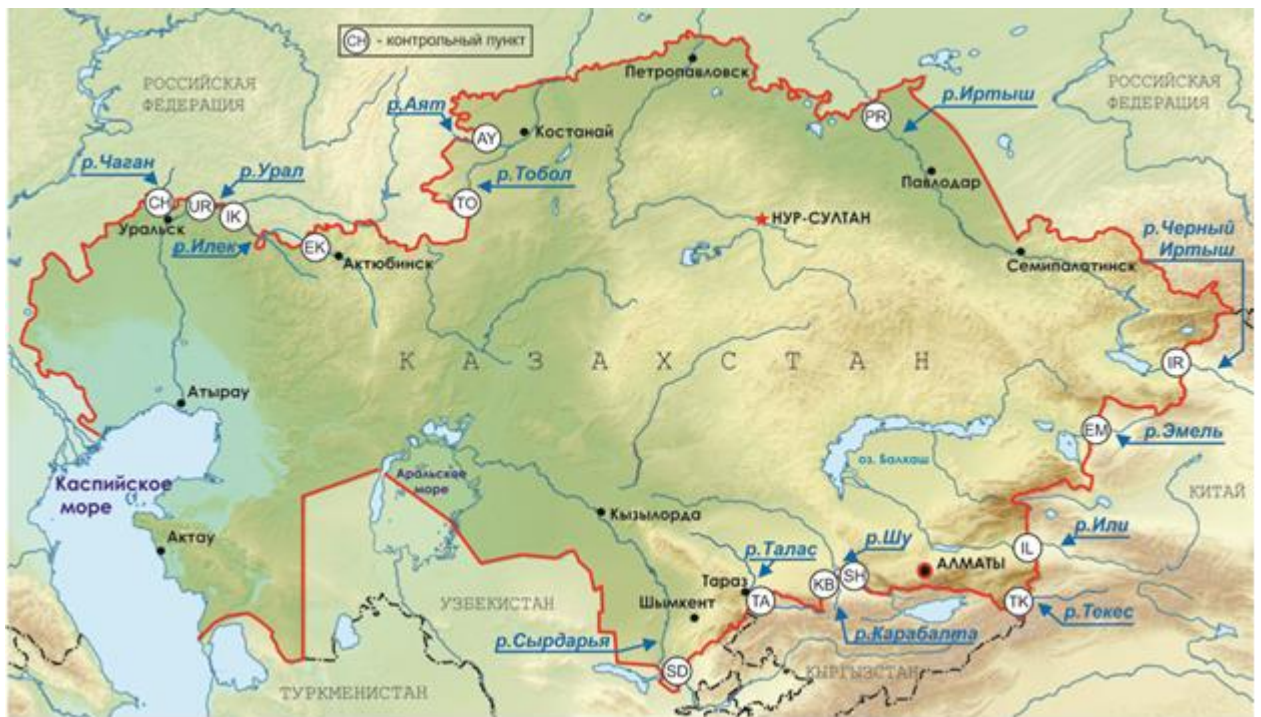 CH - контрольный пункт
РОССИЙСКАЯ
ФЕДЕРАЦИЯ
Петропавловск
РОССИЙСКАЯ
ФЕДЕРАЦИЯ
р.Аят
AY
Костанай
PR
р.Иртыш
р.Чаган
р.Урал
р.Тобол
Павлодар
CH
UR
IK
TO
Уральск
НУР-СУЛТАН
р.Илек
EK
Актюбинск
р.Черный
Иртыш
Семипалатинск
КАЗАХСТАН
IR
Атырау
EM
р.Эмель
оз. Балкаш
Каспийское
море
Аральское
море
КИТАЙ
Кызылорда
Актау
р.Талас
р.Шу
IL
р.Или
Тараз
KB
SH
АЛМАТЫ
УЗБЕКИСТАН
Шымкент
TA
TK
р.Текес
р.Сырдарья
р.Карабалта
SD
КЫРГЫЗСТАН
ТУРКМЕНИСТАН